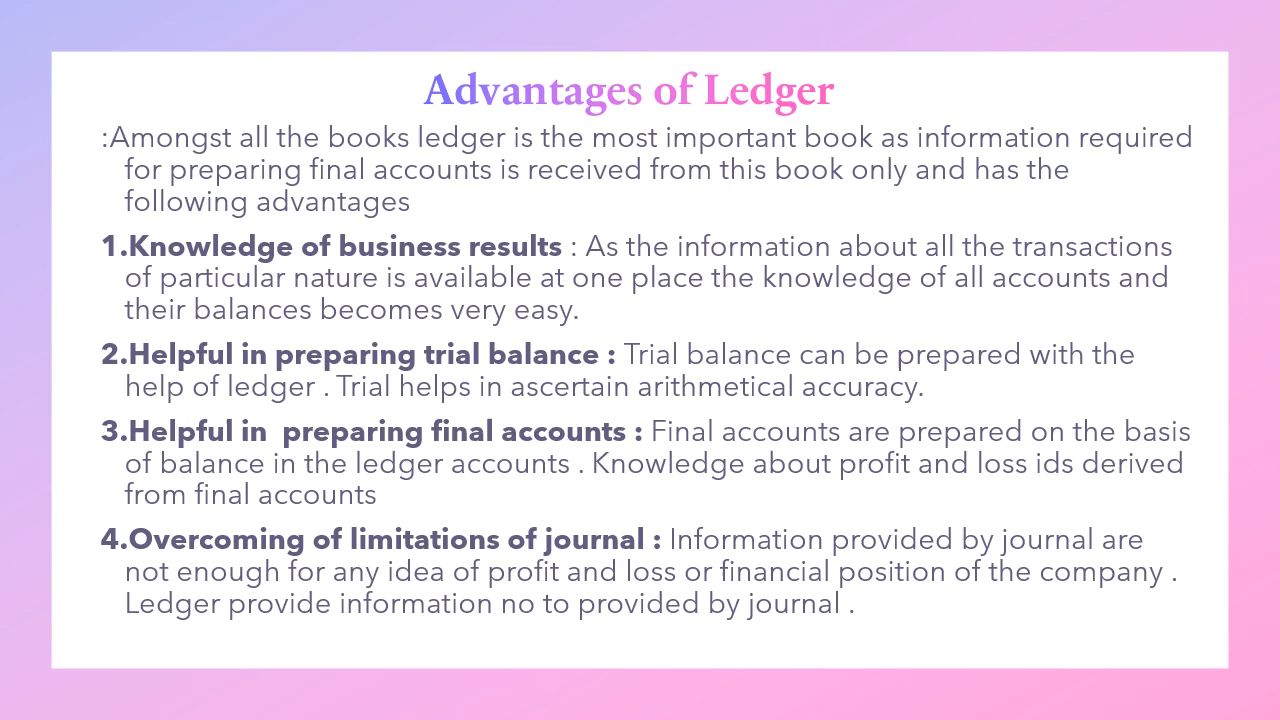 Advantages of Ledger
:Amongst all the books ledger is the most important book as information required
for preparing final accounts is received from this book only and has the
following advantages
1.Knowledge of business results : As the information about all the transactions
of particular nature is available at one place the knowledge of all accounts and
their balances becomes very easy.
2.Helpful in preparing trial balance : Trial balance can be prepared with the
help of ledger . Trial helps in ascertain arithmetical accuracy.
3.Helpful in  preparing final accounts : Final accounts are prepared on the basis
of balance in the ledger accounts . Knowledge about profit and loss ids derived
from final accounts
4.Overcoming of limitations of journal : Information provided by journal are
not enough for any idea of profit and loss or financial position of the company .
Ledger provide information no to provided by journal .